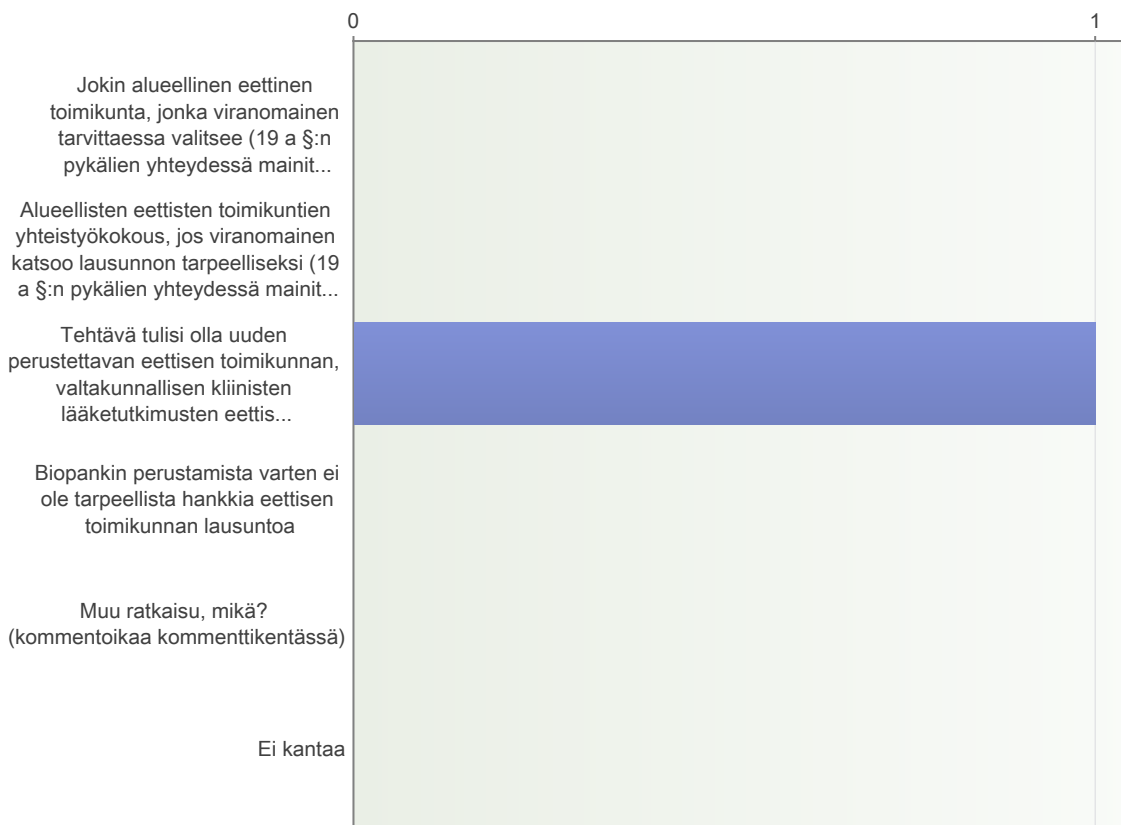 0
1
Jokin alueellinen eettinen
toimikunta, jonka viranomainen
tarvittaessa valitsee (19 a §:n
pykälien yhteydessä mainit...
Alueellisten eettisten toimikuntien
yhteistyökokous, jos viranomainen
katsoo lausunnon tarpeelliseksi (19
a §:n pykälien yhteydessä mainit...
Tehtävä tulisi olla uuden
perustettavan eettisen toimikunnan,
valtakunnallisen kliinisten
lääketutkimusten eettis...
Biopankin perustamista varten ei
ole tarpeellista hankkia eettisen
toimikunnan lausuntoa
Muu ratkaisu, mikä?
(kommentoikaa kommenttikentässä)
Ei kantaa